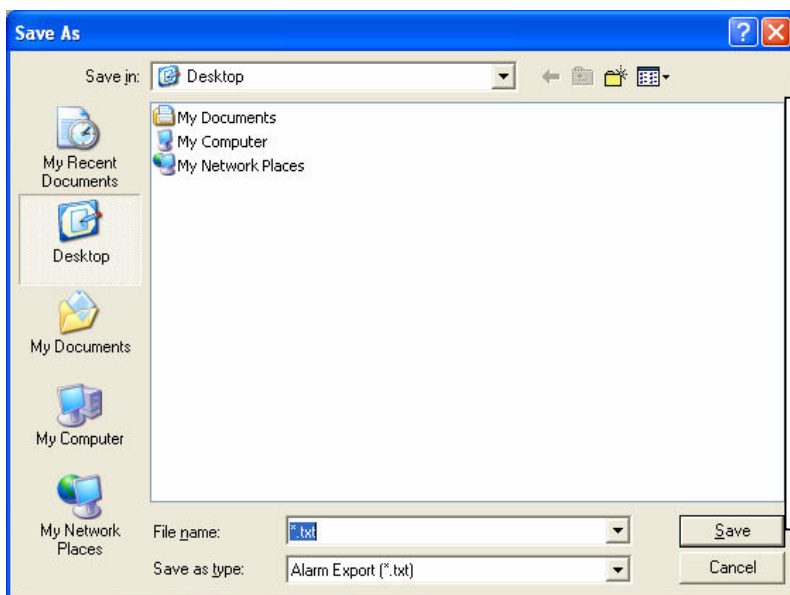 Save As
Save in: Desktop
My Documents
My Computer
My Network Places
My Recent
Documents
Desktop
My Documents
My Computer
My Network
Places
File name: *.txt
Save
Save as type: Alarm Export (*.txt)
Cancel